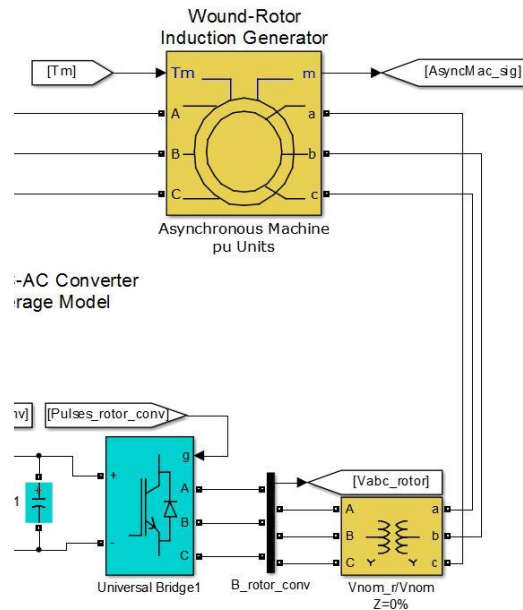 Wound-Rotor
Induction Generator
[Tm]
Tm
m
[AsyncMac_sig]
A
a
B
b
C
c
Asynchronous Machine
pu Units
-AC Converter
erage Model
nv]
[Pulses_rotor_conv]
g
[Vabc_rotor]
+
A
A
a
1
+
B
B
b
-
C
C
c
Universal Bridge1
B_rotor_conv
Vnom_r/Vnom
Z=0%